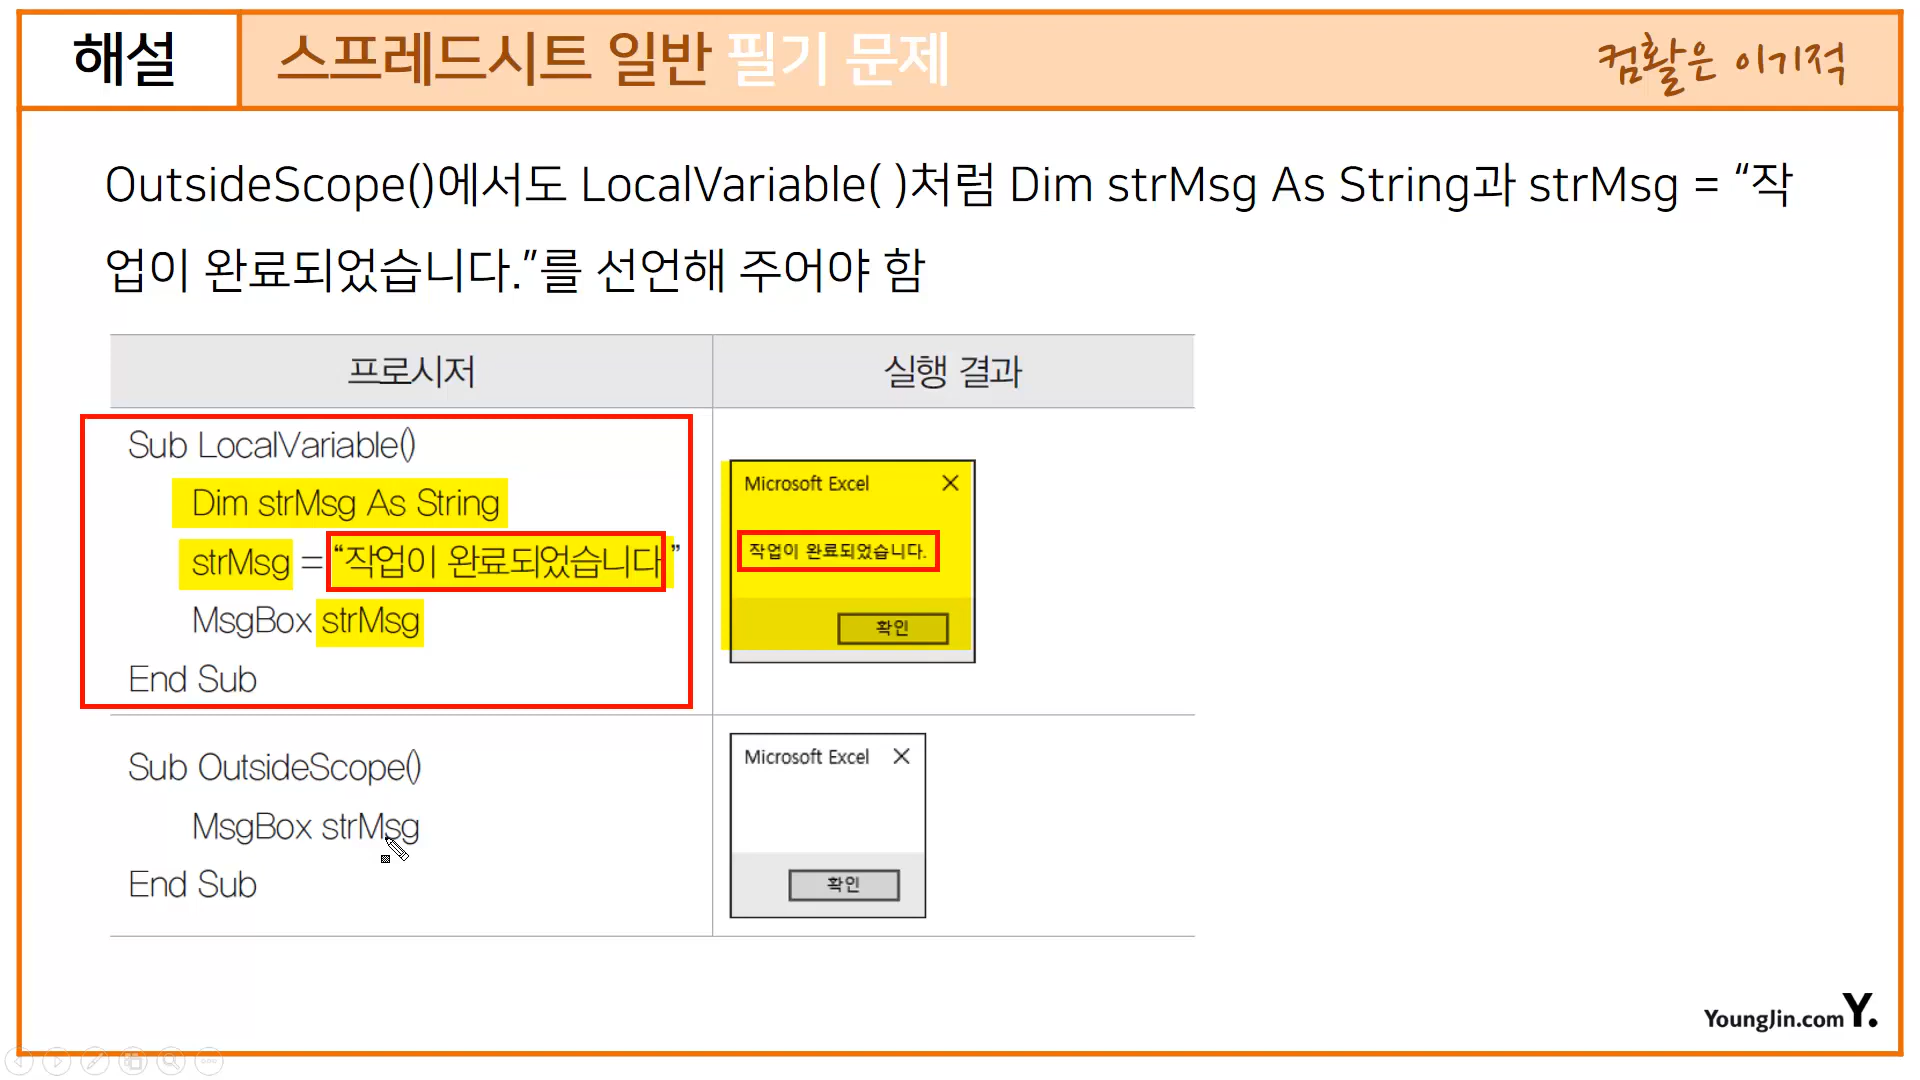 해설
스프레드시트 일반 필기 문제
컴활은 이기적
OutsideScope()에서도 LocalVariable( )처럼 Dim strMsg As String과 strMsg = “작
업이 완료되었습니다.”를 선언해 주어야 함
프로시저
실행 결과
Sub LocalVariable()
Dim strMsg As String
strMsg = “작업이 완료되었습니다”
MsgBox strMsg
End Sub
Microsoft Excel
작업이 완료되었습니다.
확인
Sub OutsideScope()
MsgBox strMsg
End Sub
Microsoft Excel
확인
YoungJin.com Y.